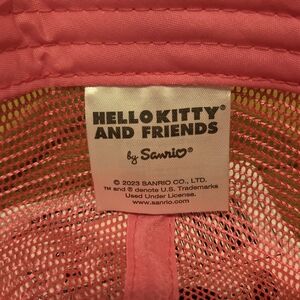 HELLO KITTY®
AND FRIENDS
by Sanrio®
© 2023 SANRIO CO., LTD.
™ and ® denote U.S. Trademarks
Used Under License.
www.sanrio.com